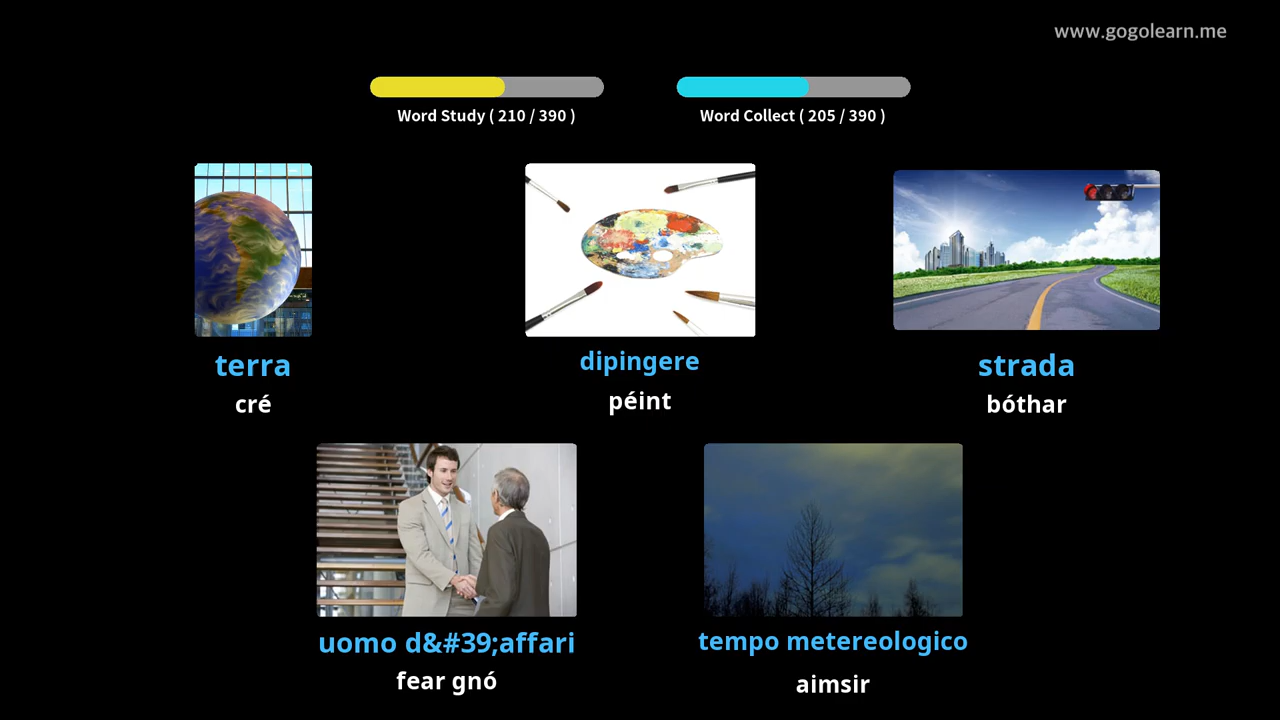 www.gogolearn.me
Word Study ( 210 / 390 )
Word Collect ( 205 / 390 )
terra
cré
dipingere
péint
strada
bóthar
uomo d&#39;affari
fear gnó
tempo metereologico
aimsir